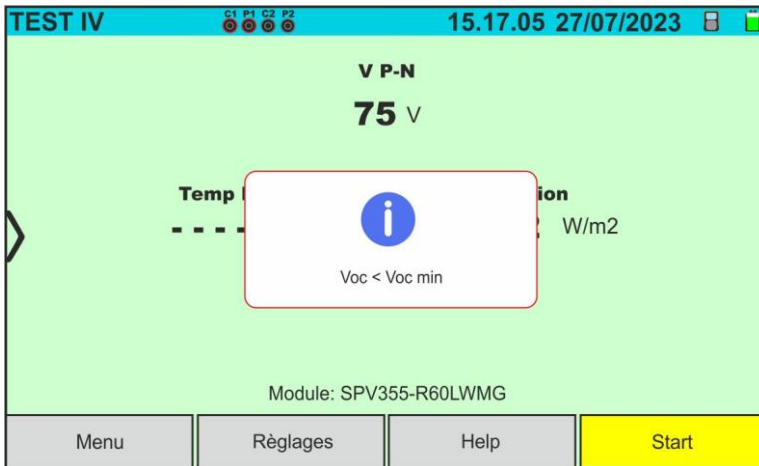 TEST IV C1 P1 C2 P2 15.17.05 27/07/2023
V P-N
75 V
Temp
- - - - W/m2
Voc < Voc min
Module: SPV355-R60LWMG
Menu Règlages Help Start